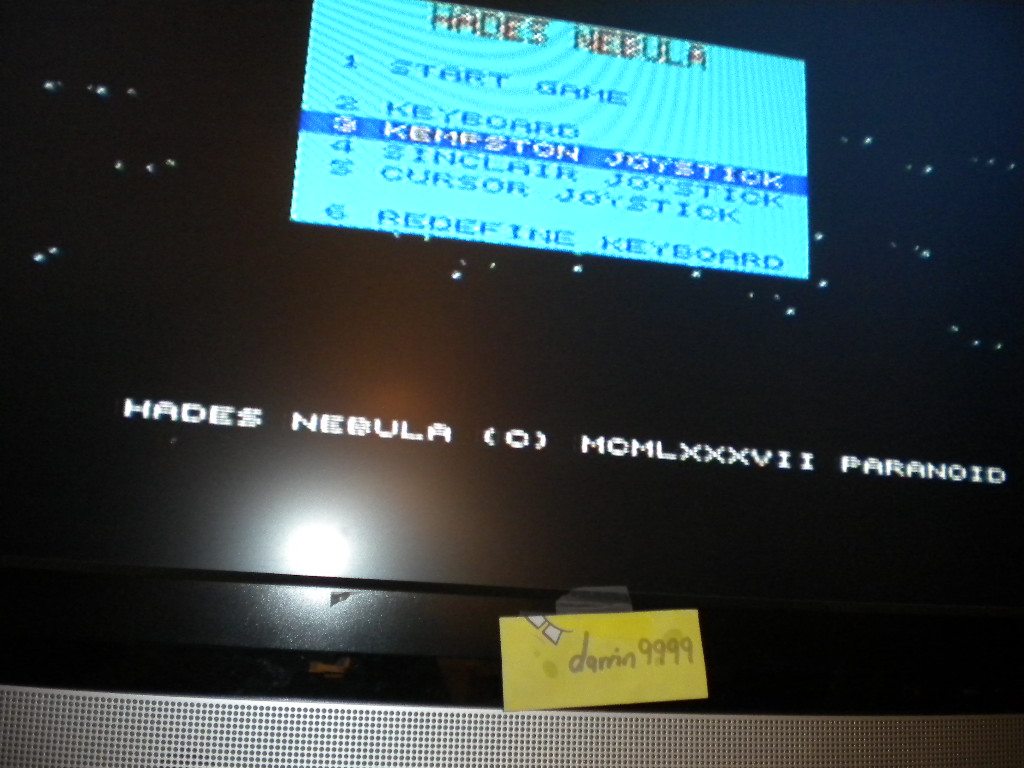 HADES NEBULA
1 START GAME
2 KEYBOARD
3 KEMPSTON JOYSTICK
4 SINCLAIR JOYSTICK
5 CURSOR JOYSTICK
6 REDEFINE KEYBOARD
HADES NEBULA (C) MCMLXXXVII PARANOID
darrin9999